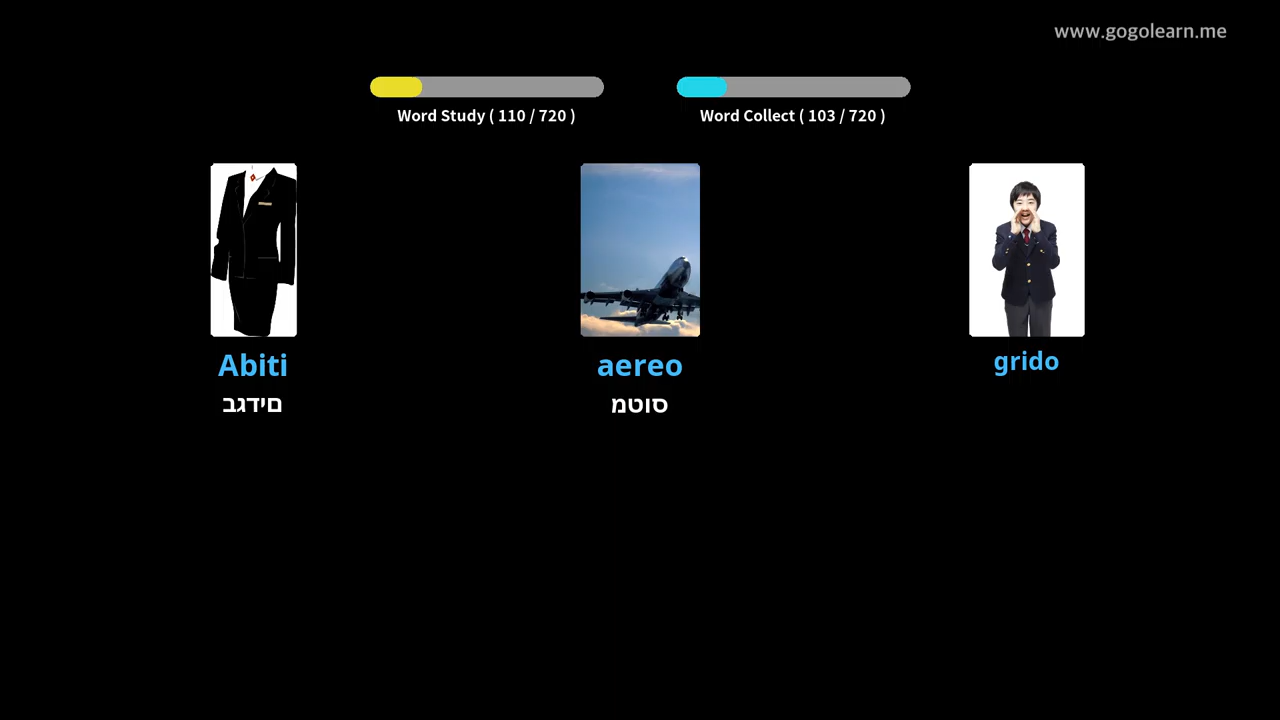 www.gogolearn.me
Word Study ( 110 / 720 )
Word Collect ( 103 / 720 )
Abiti
םידגב
aereo
סוטמ
grido